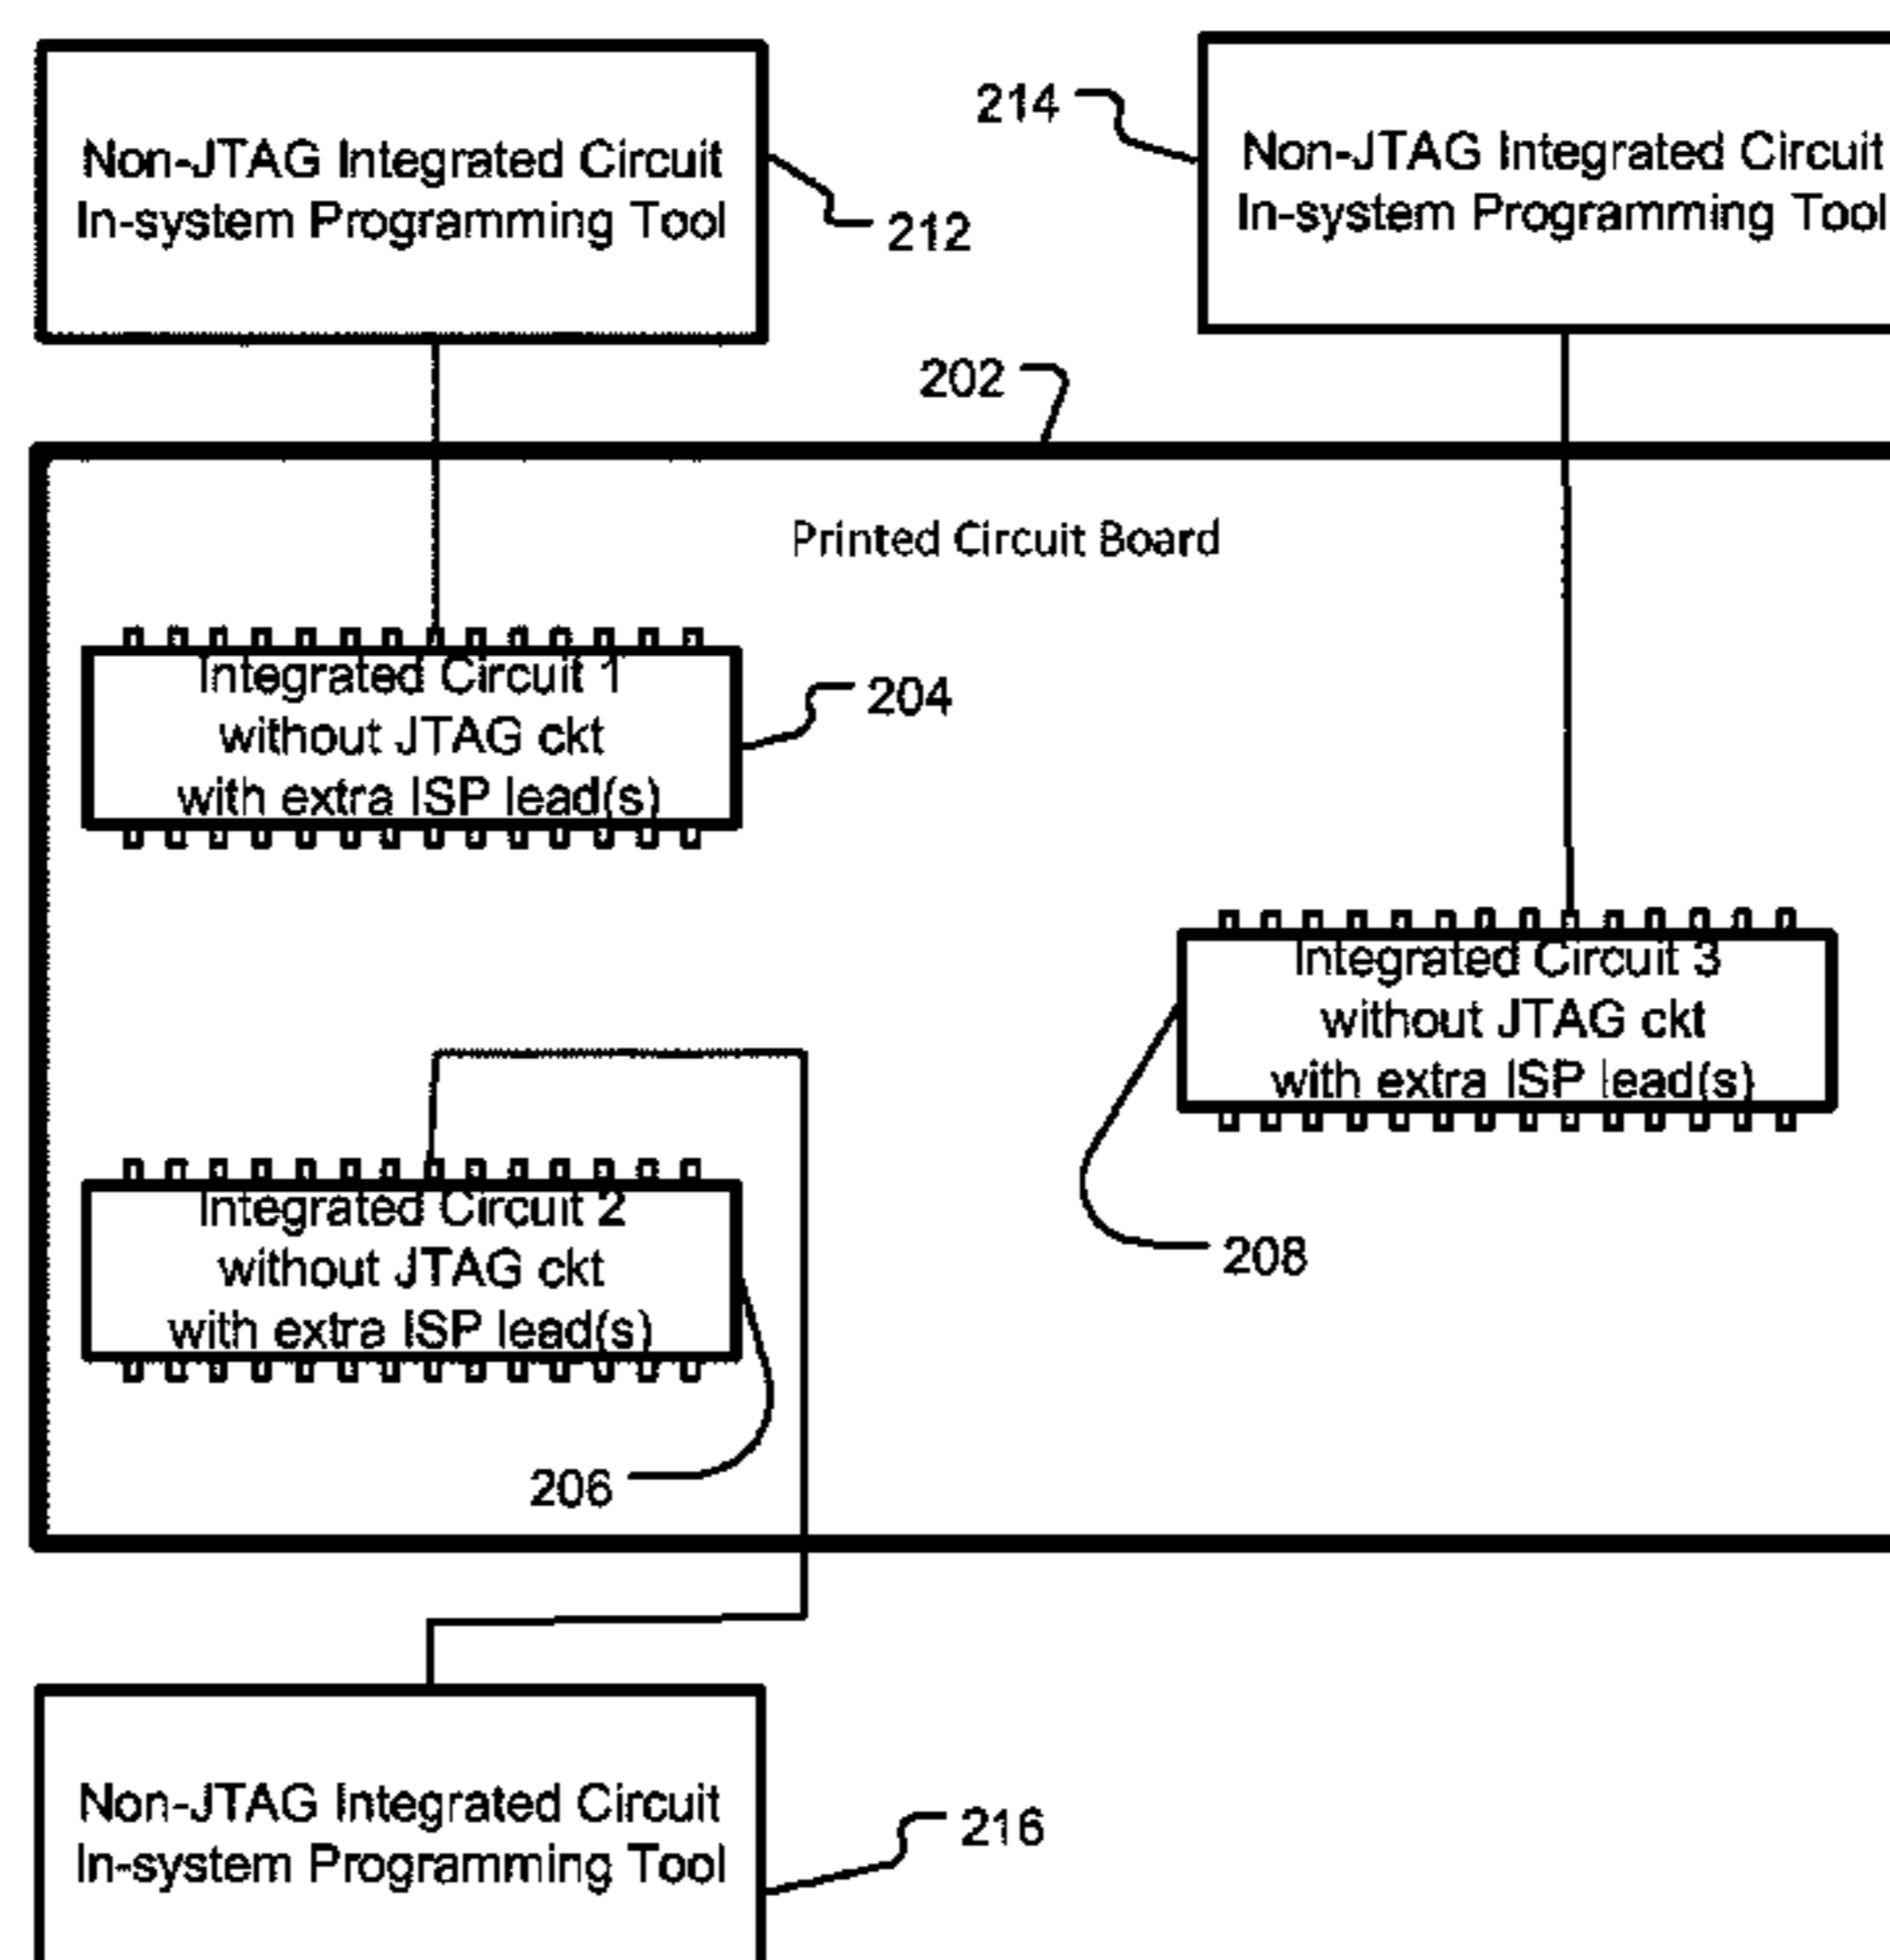 Non-JTAG Integrated Circuit
In-system Programming Tool
212
214
Non-JTAG Integrated Circuit
In-system Programming Tool
202
Printed Circuit Board
Integrated Circuit 1
without JTAG ckt
with extra ISP lead(s)
204
Integrated Circuit 3
without JTAG ckt
with extra ISP lead(s)
208
Integrated Circuit 2
without JTAG ckt
with extra ISP lead(s)
206
Non-JTAG Integrated Circuit
In-system Programming Tool
216